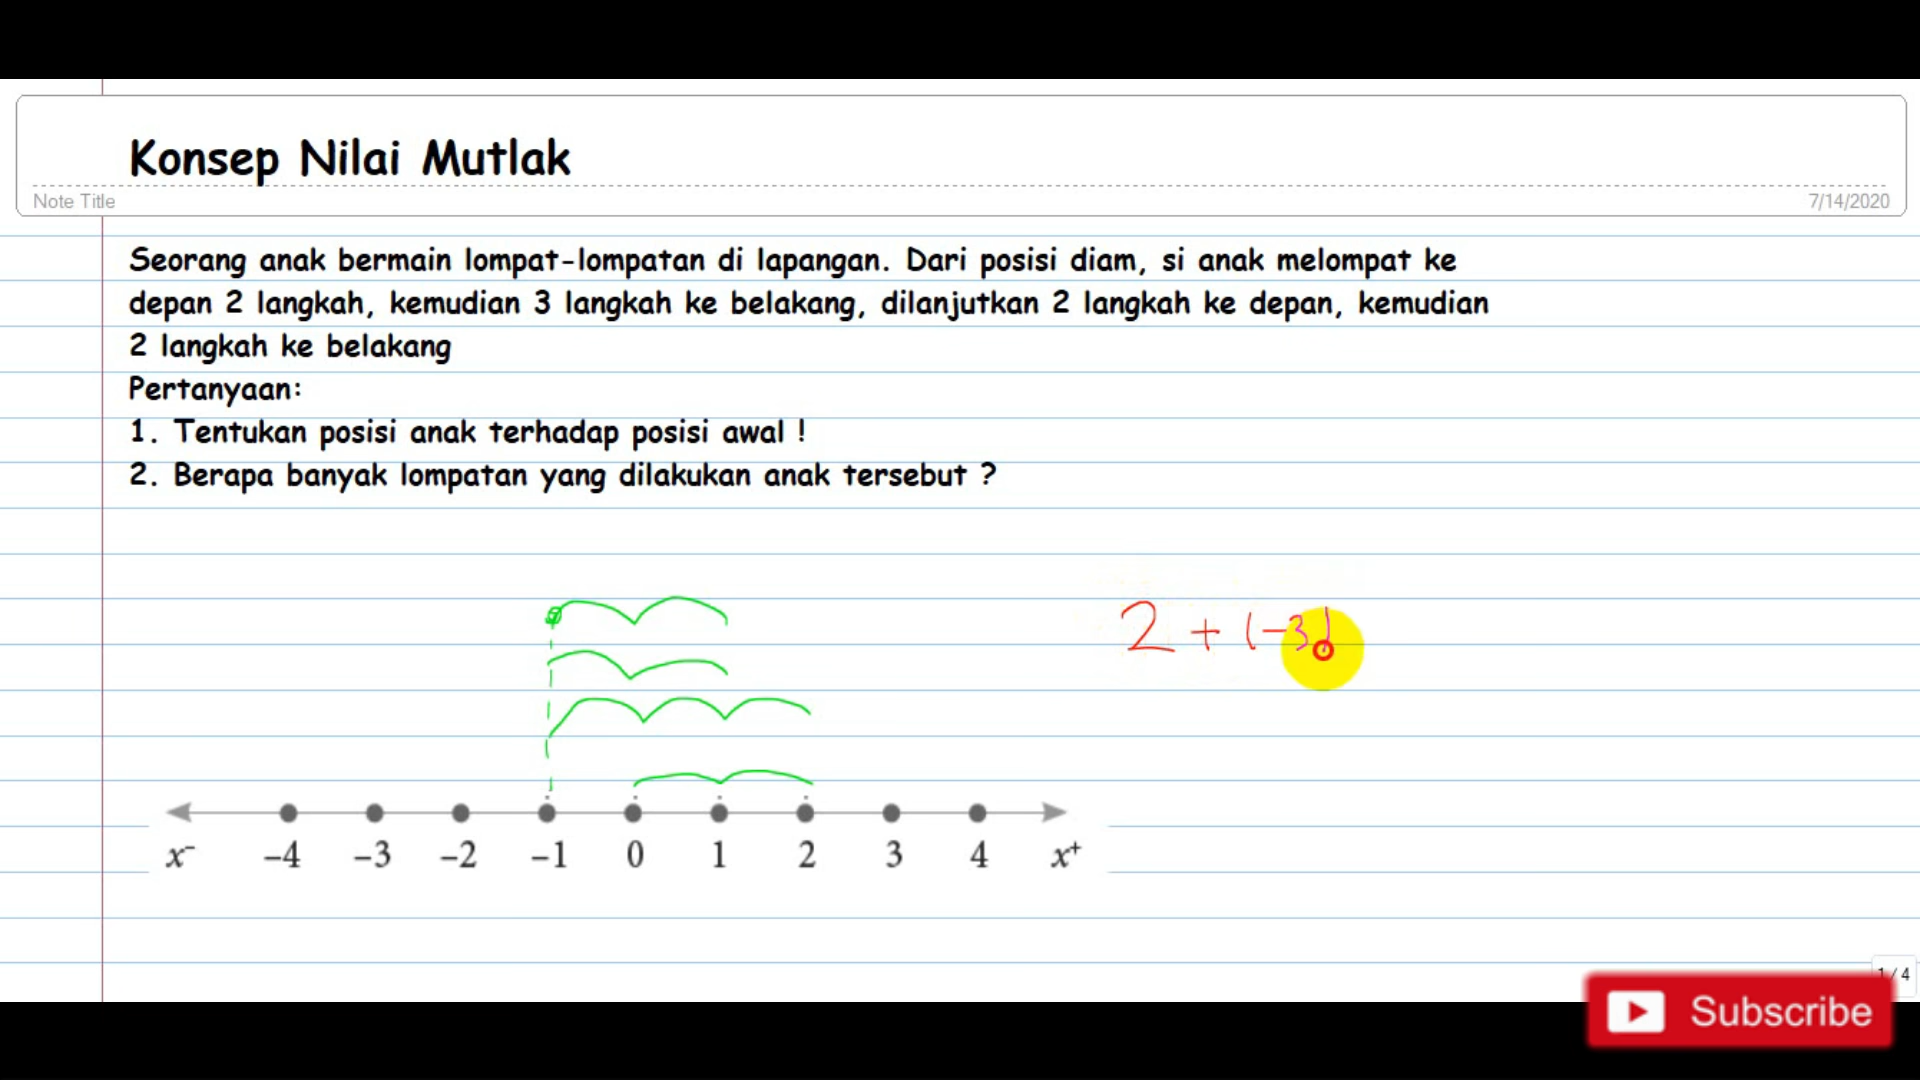 Konsep Nilai Mutlak
Note Title
7/14/2020
Seorang anak bermain lompat-lompatan di lapangan. Dari posisi diam, si anak melompat ke
depan 2 langkah, kemudian 3 langkah ke belakang, dilanjutkan 2 langkah ke depan, kemudian
2 langkah ke belakang
Pertanyaan:
1. Tentukan posisi anak terhadap posisi awal !
2. Berapa banyak lompatan yang dilakukan anak tersebut ?
2 + (-3)
x⁻ -4 -3 -2 -1 0 1 2 3 4 x⁺
1 / 4
Subscribe